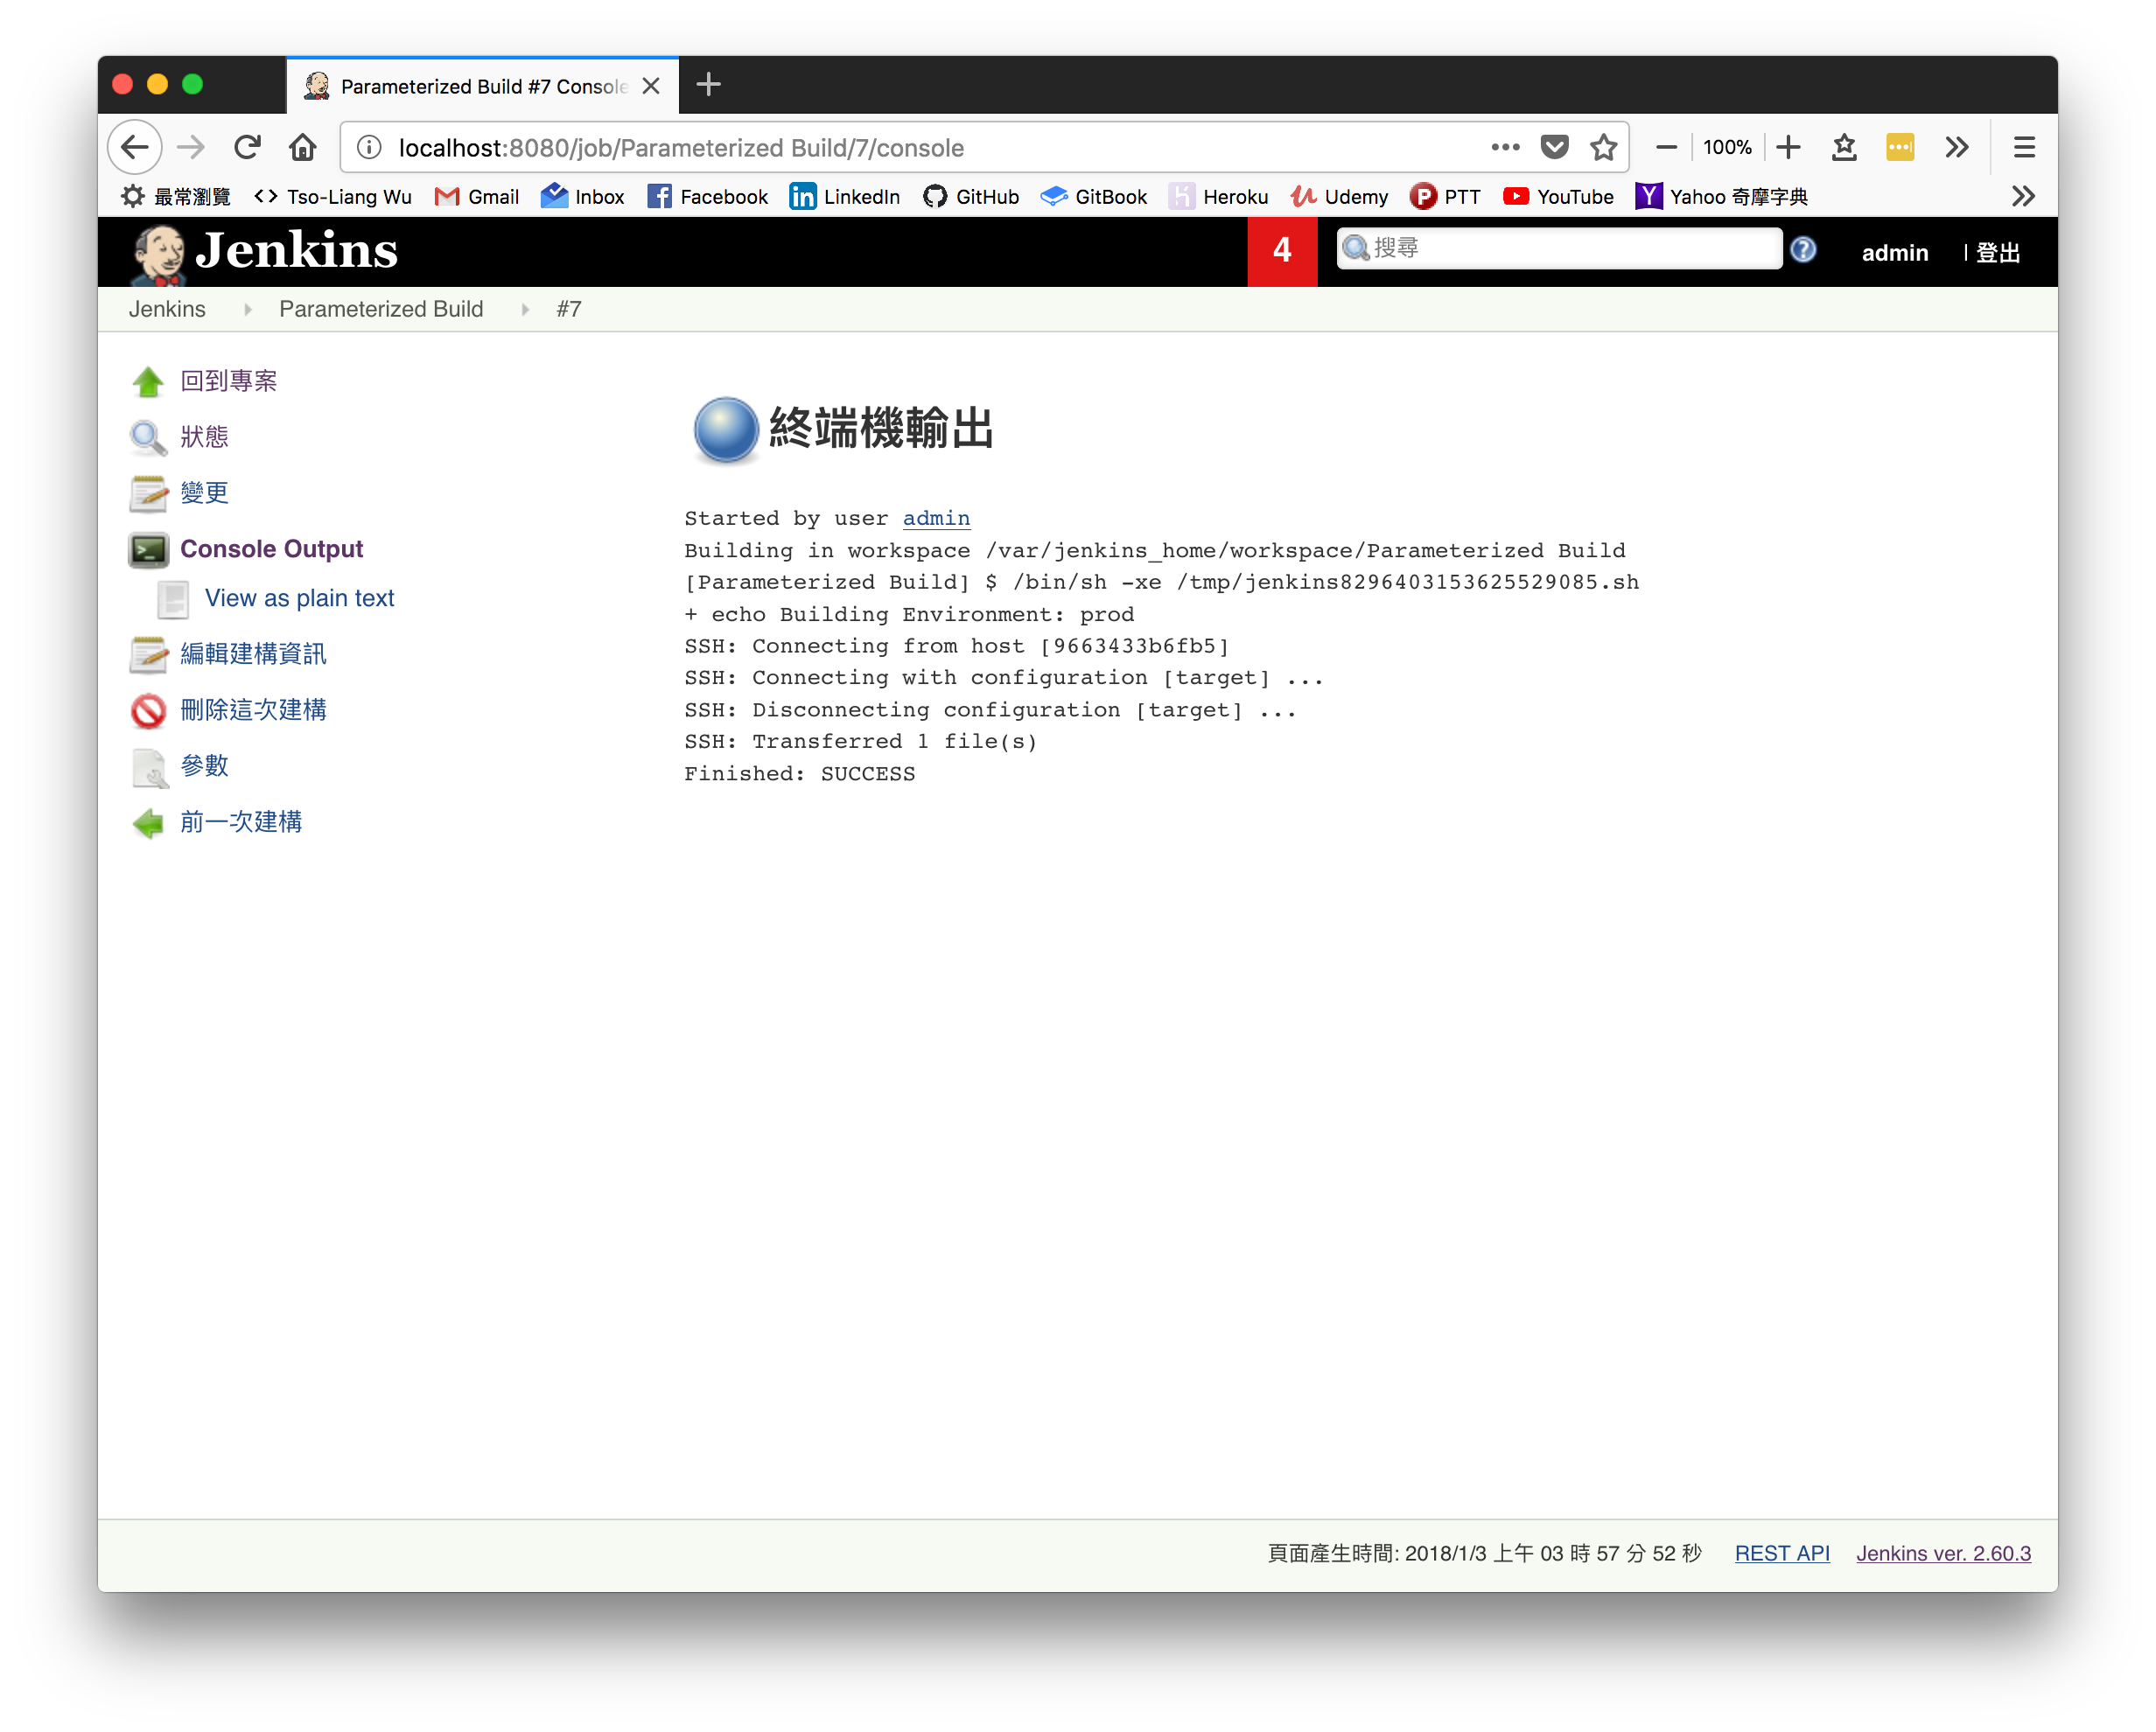 Parameterized Build #7 Console
localhost:8080/job/Parameterized Build/7/console
100%
最常瀏覽 Tso-Liang Wu Gmail Inbox Facebook LinkedIn GitHub GitBook Heroku Udemy PTT YouTube Yahoo 奇摩字典
Jenkins 4 搜尋 admin | 登出
Jenkins Parameterized Build #7
回到專案
狀態
變更
Console Output
View as plain text
編輯建構資訊
刪除這次建構
參數
前一次建構
終端機輸出
Started by user admin
Building in workspace /var/jenkins_home/workspace/Parameterized Build
[Parameterized Build] $ /bin/sh -xe /tmp/jenkins8296403153625529085.sh
+ echo Building Environment: prod
SSH: Connecting from host [9663433b6fb5]
SSH: Connecting with configuration [target] ...
SSH: Disconnecting configuration [target] ...
SSH: Transferred 1 file(s)
Finished: SUCCESS
頁面產生時間: 2018/1/3 上午 03 時 57 分 52 秒 REST API Jenkins ver. 2.60.3